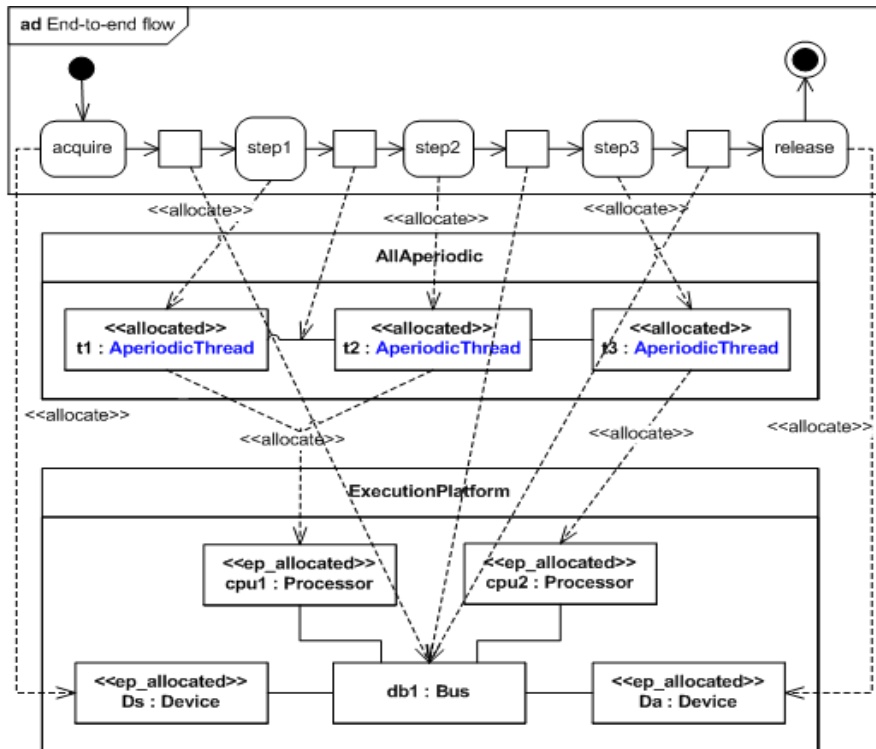 ad End-to-end flow
acquire
step1
step2
step3
release
<<allocate>>
<<allocate>>
<<allocate>>
AllAperiodic
<<allocated>>
t1 : AperiodicThread
<<allocated>>
t2 : AperiodicThread
<<allocated>>
t3 : AperiodicThread
<<allocate>>
<<allocate>>
<<allocate>>
<<allocate>>
ExecutionPlatform
<<ep_allocated>>
cpu1 : Processor
<<ep_allocated>>
cpu2 : Processor
<<ep_allocated>>
Ds : Device
db1 : Bus
<<ep_allocated>>
Da : Device